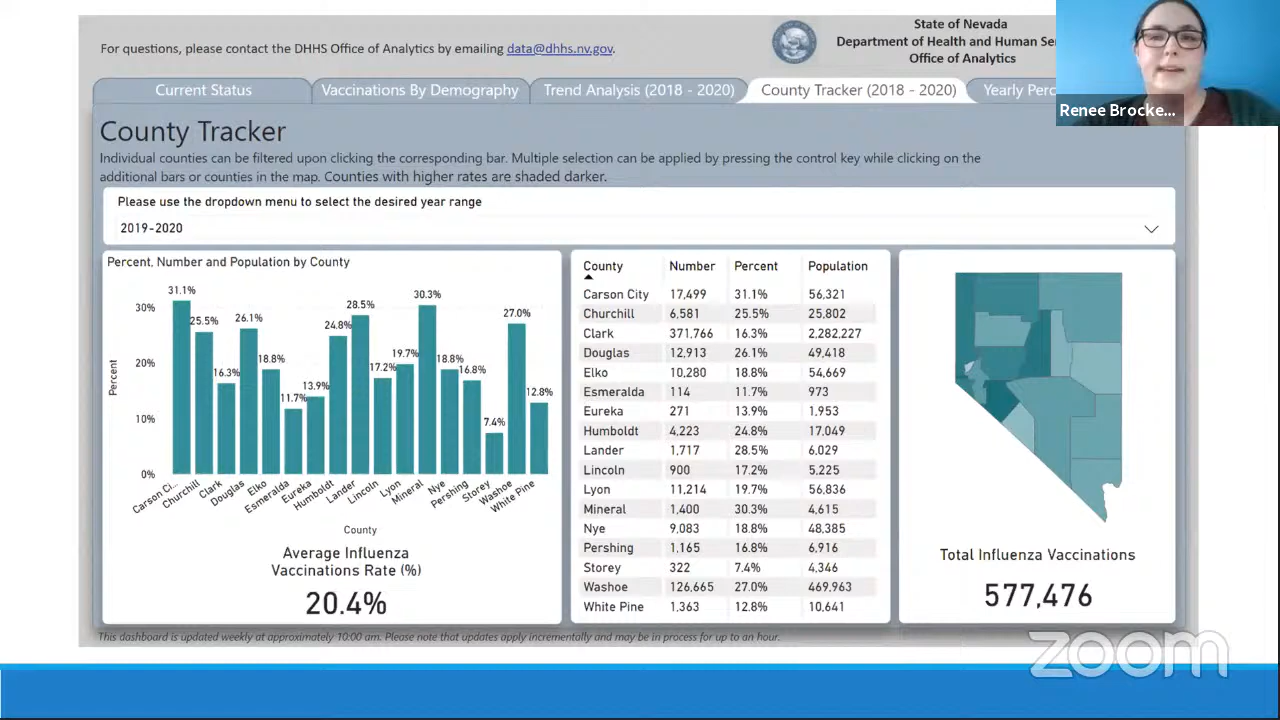 For questions, please contact the DHHS Office of Analytics by emailing data@dhhs.nv.gov.
State of Nevada
Department of Health and Human Se
Office of Analytics
Renee Brocke...
Current Status
Vaccinations By Demography
Trend Analysis (2018 - 2020)
County Tracker (2018 - 2020)
Yearly Perc
County Tracker
Individual counties can be filtered upon clicking the corresponding bar. Multiple selection can be applied by pressing the control key while clicking on the
additional bars or counties in the map. Counties with higher rates are shaded darker.
Please use the dropdown menu to select the desired year range
2019-2020
Percent, Number and Population by County
Percent
30%
20%
10%
0%
31.1%
25.5%
16.3%
26.1%
18.8%
11.7%
13.9%
24.8%
28.5%
17.2%
19.7%
30.3%
18.8%
16.8%
7.4%
27.0%
12.8%
Carson Ci...
Churchill
Clark
Douglas
Elko
Esmeralda
Eureka
Humboldt
Lander
Lincoln
Lyon
Mineral
Nye
Pershing
Storey
Washoe
White Pine
County
Average Influenza
Vaccinations Rate (%)
20.4%
County Number Percent Population
Carson City 17,499 31.1% 56,321
Churchill 6,581 25.5% 25,802
Clark 371,766 16.3% 2,282,227
Douglas 12,913 26.1% 49,418
Elko 10,280 18.8% 54,669
Esmeralda 114 11.7% 973
Eureka 271 13.9% 1,953
Humboldt 4,223 24.8% 17,049
Lander 1,717 28.5% 6,029
Lincoln 900 17.2% 5,225
Lyon 11,214 19.7% 56,836
Mineral 1,400 30.3% 4,615
Nye 9,083 18.8% 48,385
Pershing 1,165 16.8% 6,916
Storey 322 7.4% 4,346
Washoe 126,665 27.0% 469,963
White Pine 1,363 12.8% 10,641
Total Influenza Vaccinations
577,476
This dashboard is updated weekly at approximately 10:00 am. Please note that updates apply incrementally and may be in process for up to an hour.
zoom